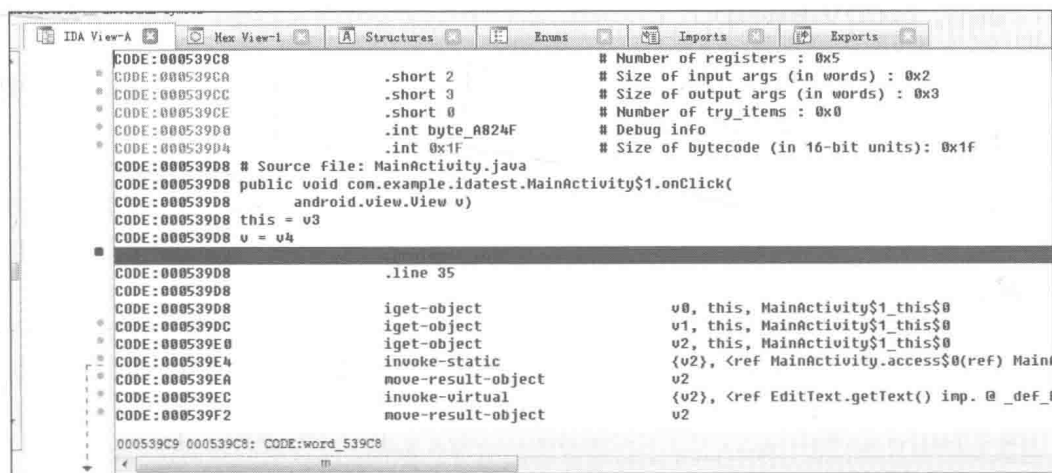 IDA View-A Hex View-1 Structures Enums Imports Exports
CODE:000539C8 # Number of registers : 0x5
CODE:000539CA .short 2 # Size of input args (in words) : 0x2
CODE:000539CC .short 3 # Size of output args (in words) : 0x3
CODE:000539CE .short 0 # Number of try_items : 0x0
CODE:000539D0 .int byte_A824F # Debug info
CODE:000539D4 .int 0x1F # Size of bytecode (in 16-bit units): 0x1f
CODE:000539D8 # Source file: MainActivity.java
CODE:000539D8 public void com.example.idatest.MainActivity$1.onClick(
CODE:000539D8 android.view.View v)
CODE:000539D8 this = v3
CODE:000539D8 v = v4
CODE:000539D8 .line 35
CODE:000539D8
CODE:000539D8 iget-object v0, this, MainActivity$1_this$0
CODE:000539DC iget-object v1, this, MainActivity$1_this$0
CODE:000539E0 iget-object v2, this, MainActivity$1_this$0
CODE:000539E4 invoke-static {v2}, <ref MainActivity.access$0(ref)
CODE:000539EA move-result-object v2
CODE:000539EC invoke-virtual {v2}, <ref EditText.getText() imp. @
CODE:000539F2 move-result-object v2
000539C9 000539C8: CODE:word_539C8